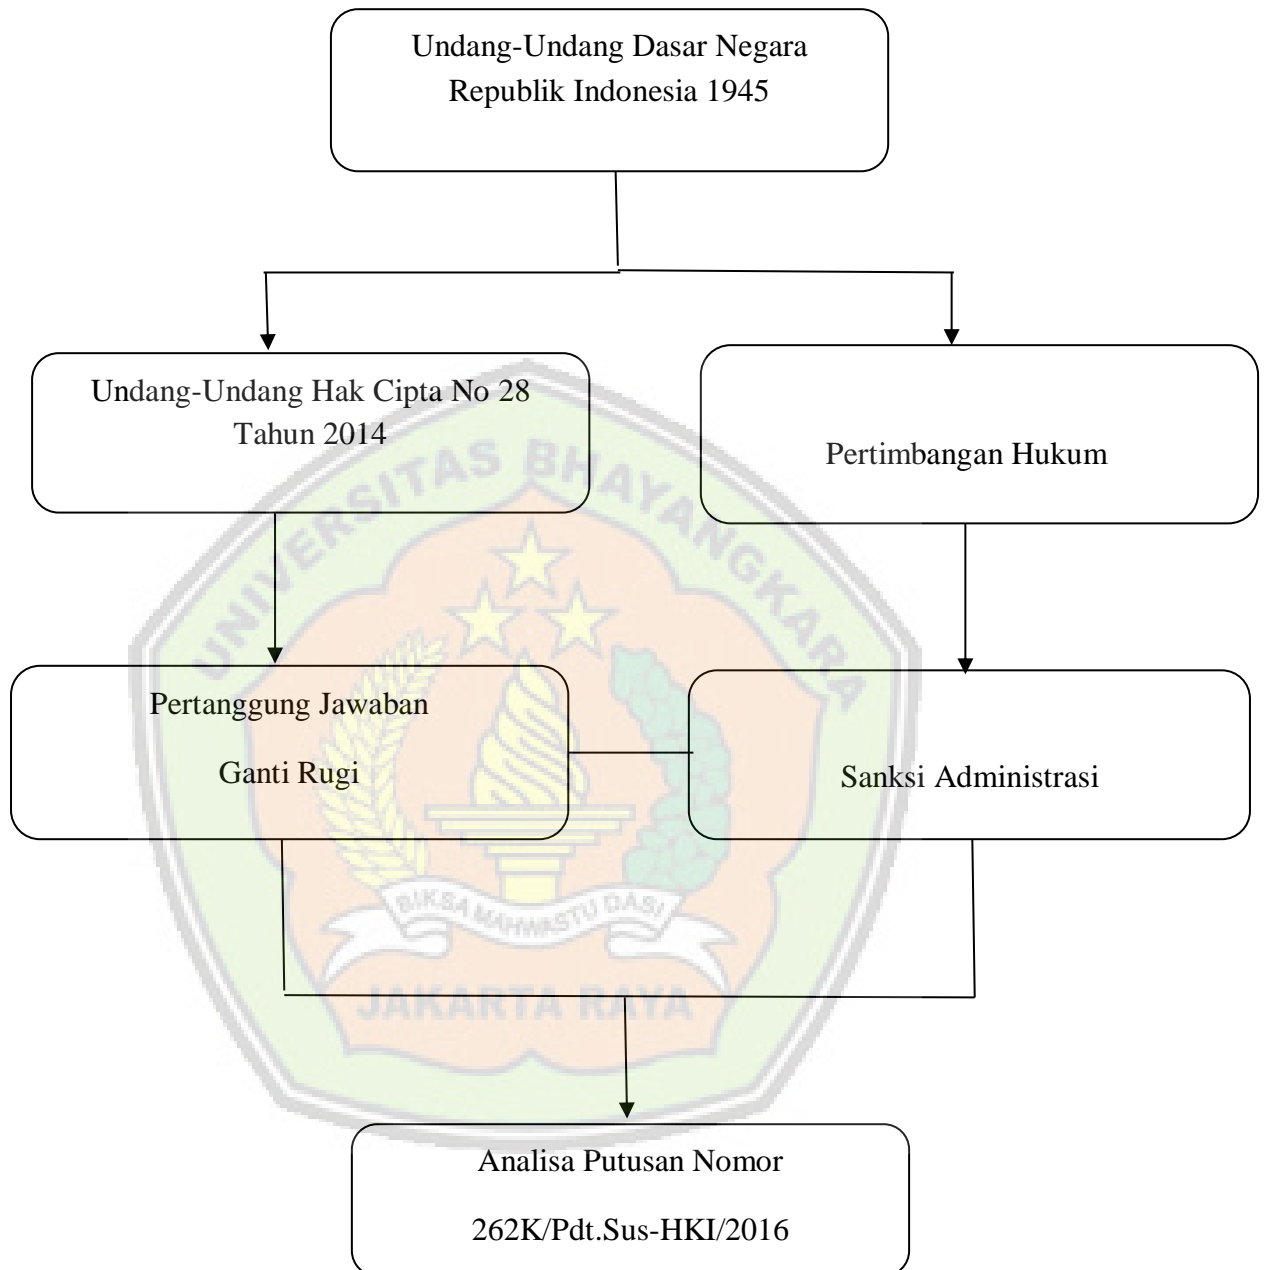 Undang-Undang Dasar Negara
Republik Indonesia 1945
Undang-Undang Hak Cipta No 28
Tahun 2014
Pertimbangan Hukum
Pertanggung Jawaban
Ganti Rugi
Sanksi Administrasi
Analisa Putusan Nomor
262K/Pdt.Sus-HKI/2016
UNIVERSITAS BHAYANGKARA
BIKSA MAHWASTU DASI
JAKARTA RAYA